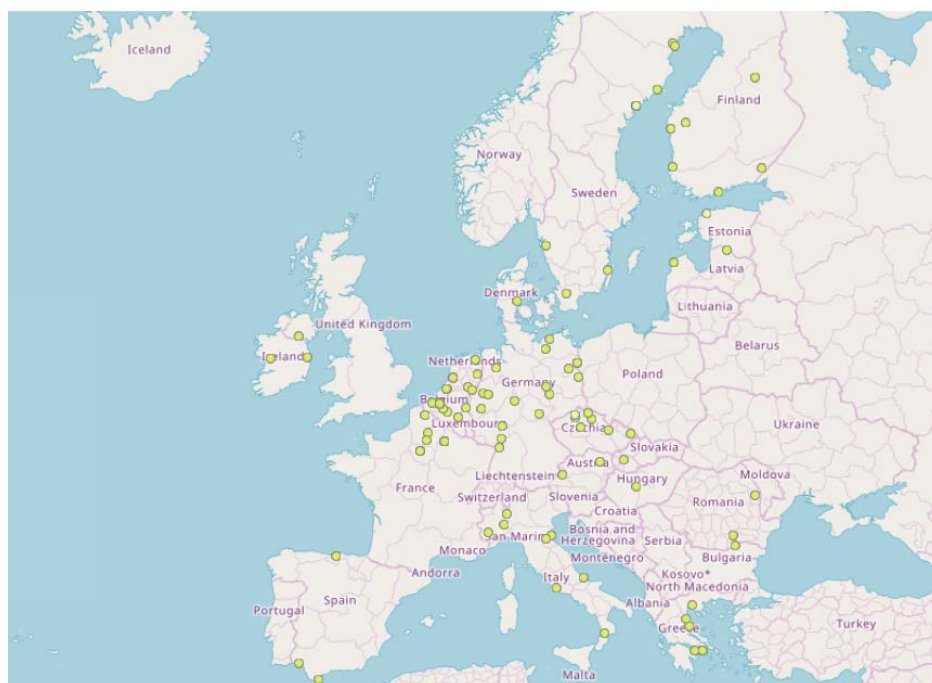 Iceland
Finland
Norway
Sweden
Estonia
Latvia
Denmark
Lithuania
United Kingdom
Ireland
Belarus
Netherlands
Germany
Poland
Belgium
Ukraine
Luxembourg
Czechia
Slovakia
Austria
Liechtenstein
Moldova
France
Hungary
Switzerland
Slovenia
Romania
Croatia
San Marino
Bosnia and
Herzegovina
Serbia
Monaco
Montenegro
Bulgaria
Andorra
Kosovo*
Italy
North Macedonia
Spain
Albania
Portugal
Greece
Turkey
Malta